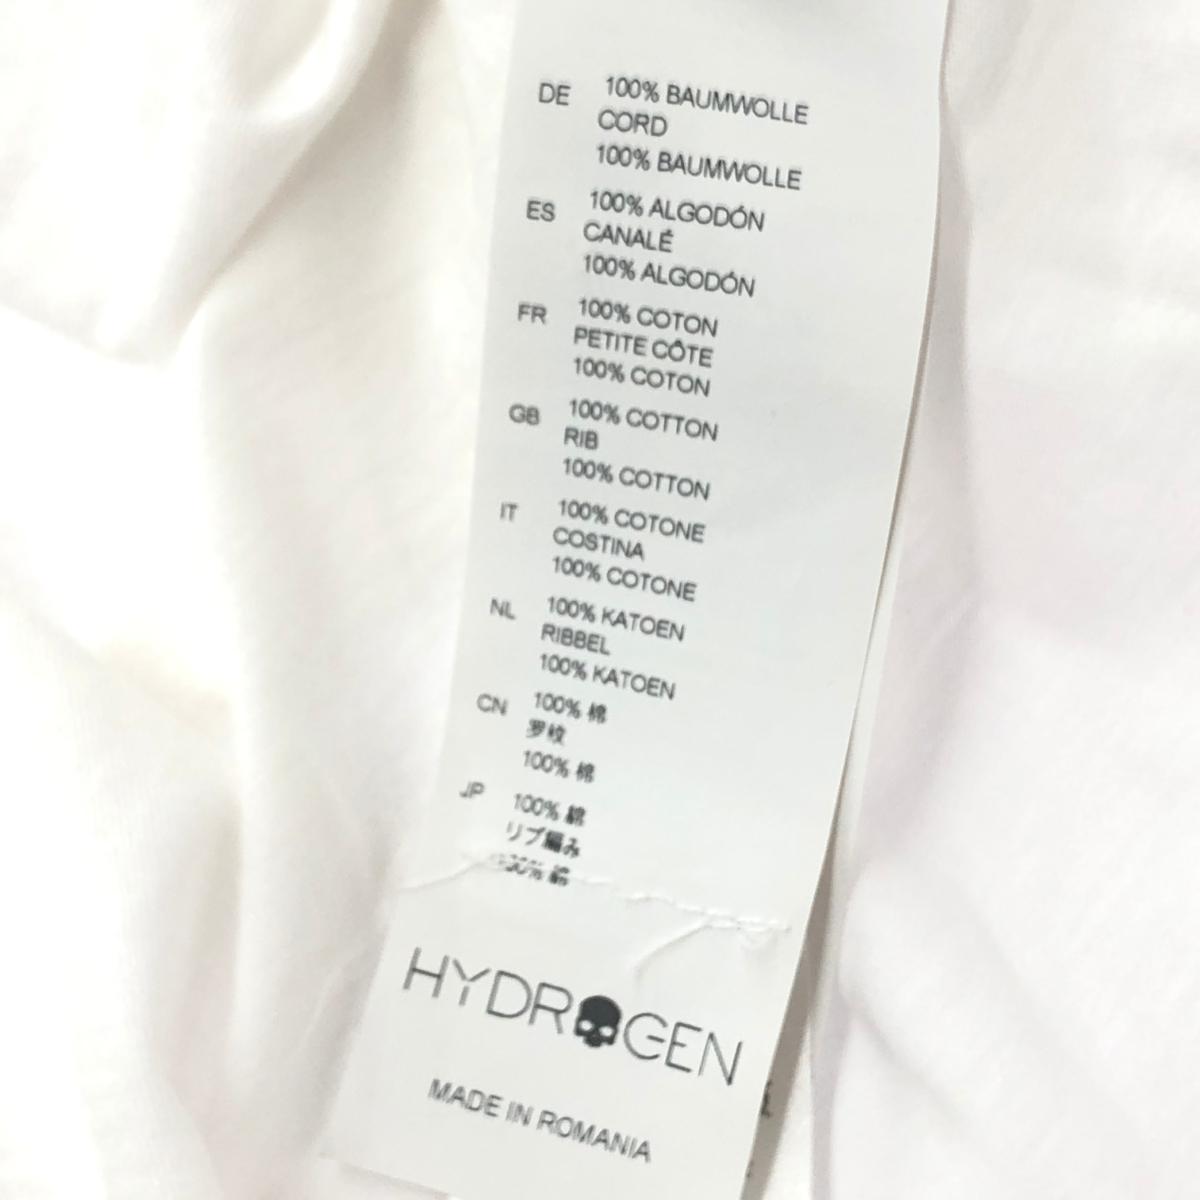 DE 100% BAUMWOLLE
CORD
100% BAUMWOLLE
ES 100% ALGODÓN
CANALÉ
100% ALGODÓN
FR 100% COTON
PETITE CÔTE
100% COTON
GB 100% COTTON
RIB
100% COTTON
IT 100% COTONE
COSTINA
100% COTONE
NL 100% KATOEN
RIBBEL
100% KATOEN
CN 100% 棉
罗纹
100% 棉
JP 100% 綿
リブ編み
100% 綿
HYDROGEN
MADE IN ROMANIA